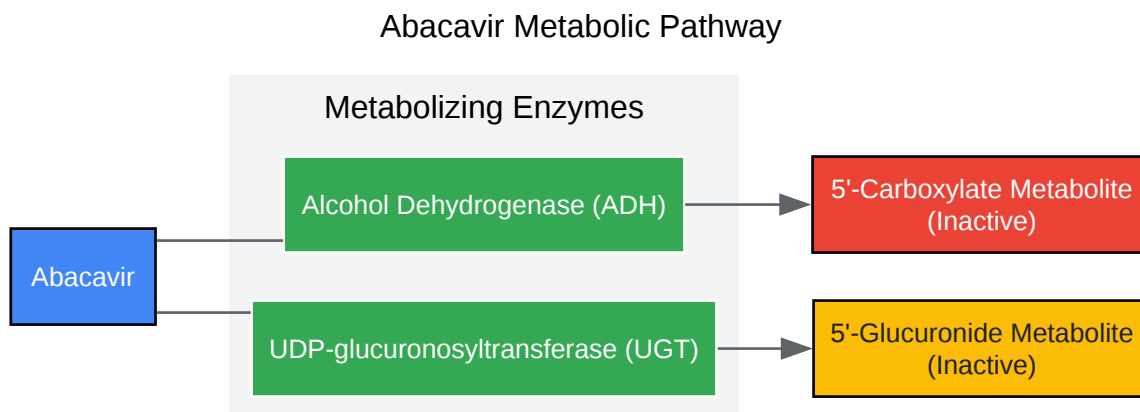 Abacavir Metabolic Pathway
Metabolizing Enzymes
Alcohol Dehydrogenase (ADH)
5'-Carboxylate Metabolite
(Inactive)
Abacavir
UDP-glucuronosyltransferase (UGT)
5'-Glucuronide Metabolite
(Inactive)